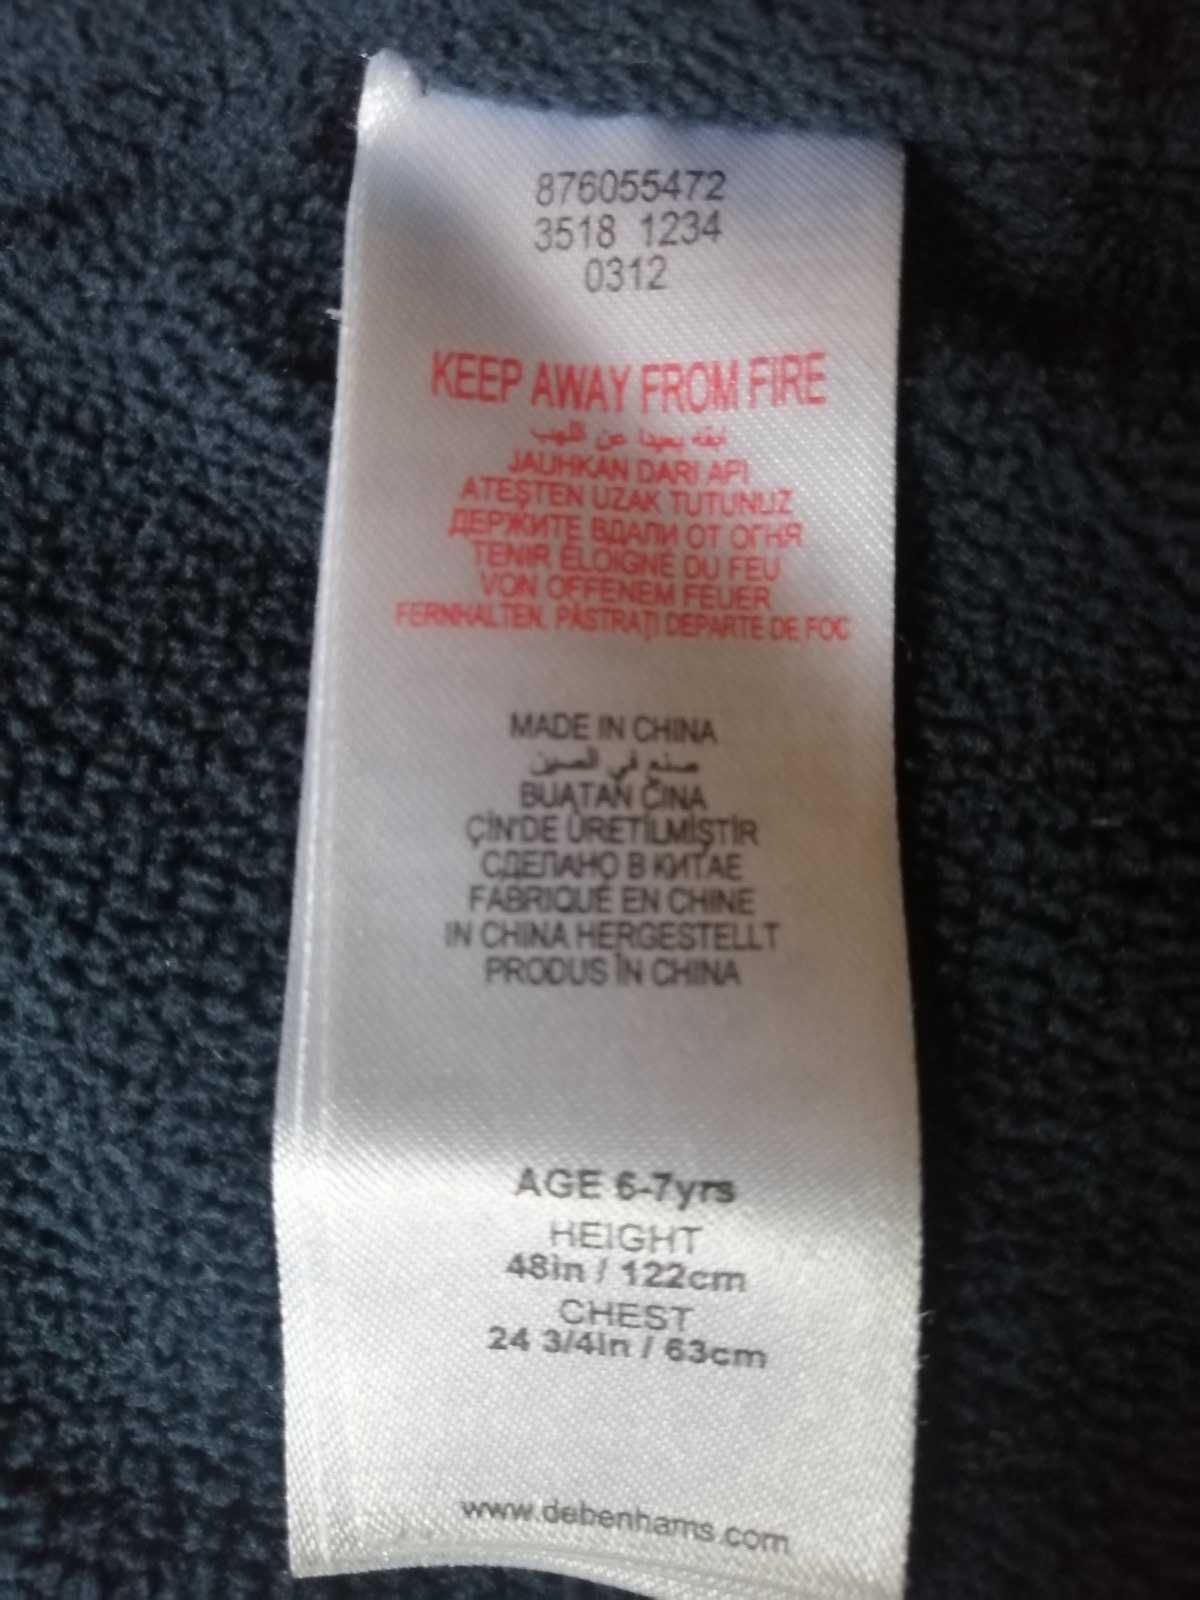 876055472
3518 1234
0312
KEEP AWAY FROM FIRE
ابقه بعيدا عن اللهب
JAUHKAN DARI API
ATEŞTEN UZAK TUTUNUZ
ДЕРЖИТЕ ВДАЛИ ОТ ОГНЯ
TENIR ÉLOIGNÉ DU FEU
VON OFFENEM FEUER
FERNHALTEN. PĂSTRAŢI DEPARTE DE FOC
MADE IN CHINA
صنع في الصين
BUATAN CINA
ÇİN'DE ÜRETİLMİŞTİR
СДЕЛАНО В КИТАЕ
FABRIQUÉ EN CHINE
IN CHINA HERGESTELLT
PRODUS ÎN CHINA
AGE 6-7yrs
HEIGHT
48in / 122cm
CHEST
24 3/4in / 63cm
www.debenhams.com